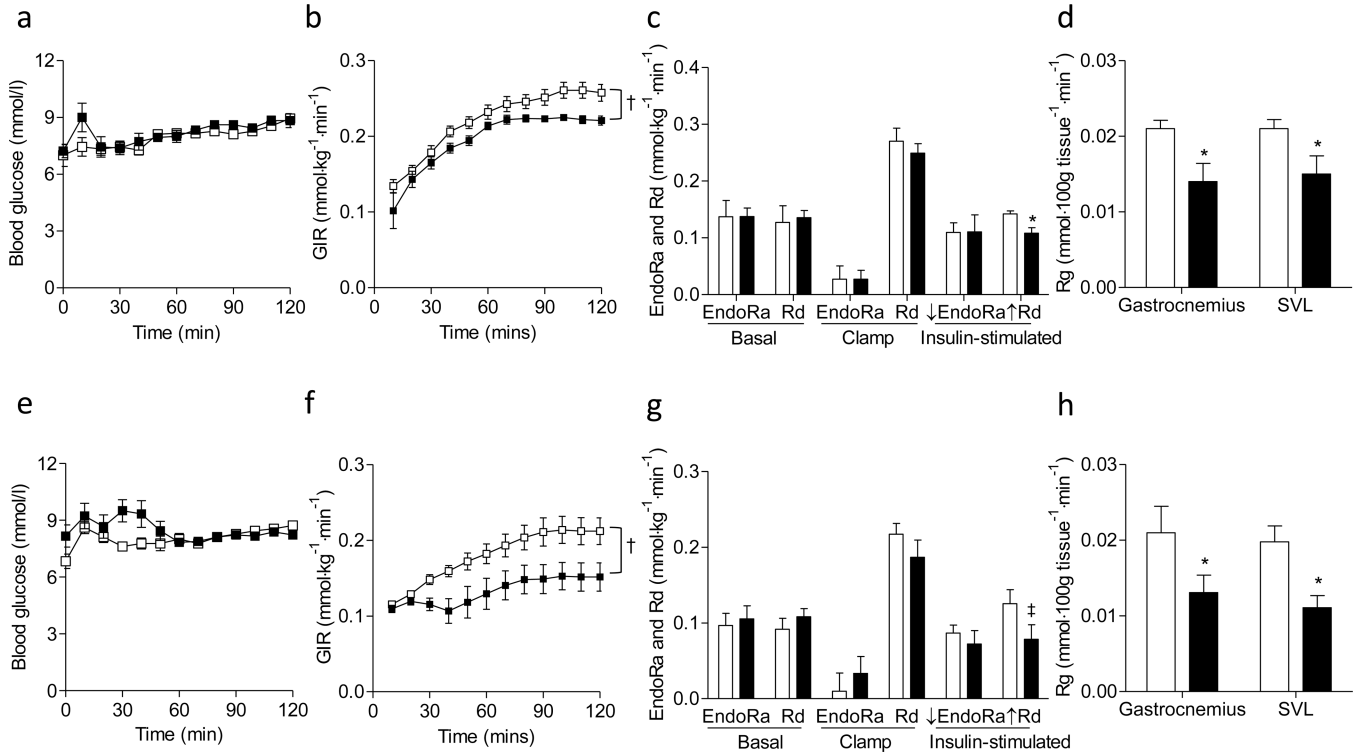 a
Blood glucose (mmol/l)
12
9
6
3
0
0 30 60 90 120
Time (min)
b
GIR (mmol·kg⁻¹·min⁻¹)
0.3
0.2
0.1
0.0
0 30 60 90 120
Time (mins)
†
c
EndoRa and Rd (mmol·kg⁻¹·min⁻¹)
0.4
0.3
0.2
0.1
0.0
*
EndoRa Rd EndoRa Rd ↓EndoRa↑Rd
Basal Clamp Insulin-stimulated
d
Rg (mmol·100g tissue⁻¹·min⁻¹)
0.03
0.02
0.01
0.00
* *
Gastrocnemius SVL
e
Blood glucose (mmol/l)
12
9
6
3
0
0 30 60 90 120
Time (min)
f
GIR (mmol·kg⁻¹·min⁻¹)
0.3
0.2
0.1
0.0
0 30 60 90 120
Time (mins)
†
g
EndoRa and Rd (mmol·kg⁻¹·min⁻¹)
0.3
0.2
0.1
0.0
‡
EndoRa Rd EndoRa Rd ↓EndoRa↑Rd
Basal Clamp Insulin-stimulated
h
Rg (mmol·100g tissue⁻¹·min⁻¹)
0.03
0.02
0.01
0.00
* *
Gastrocnemius SVL